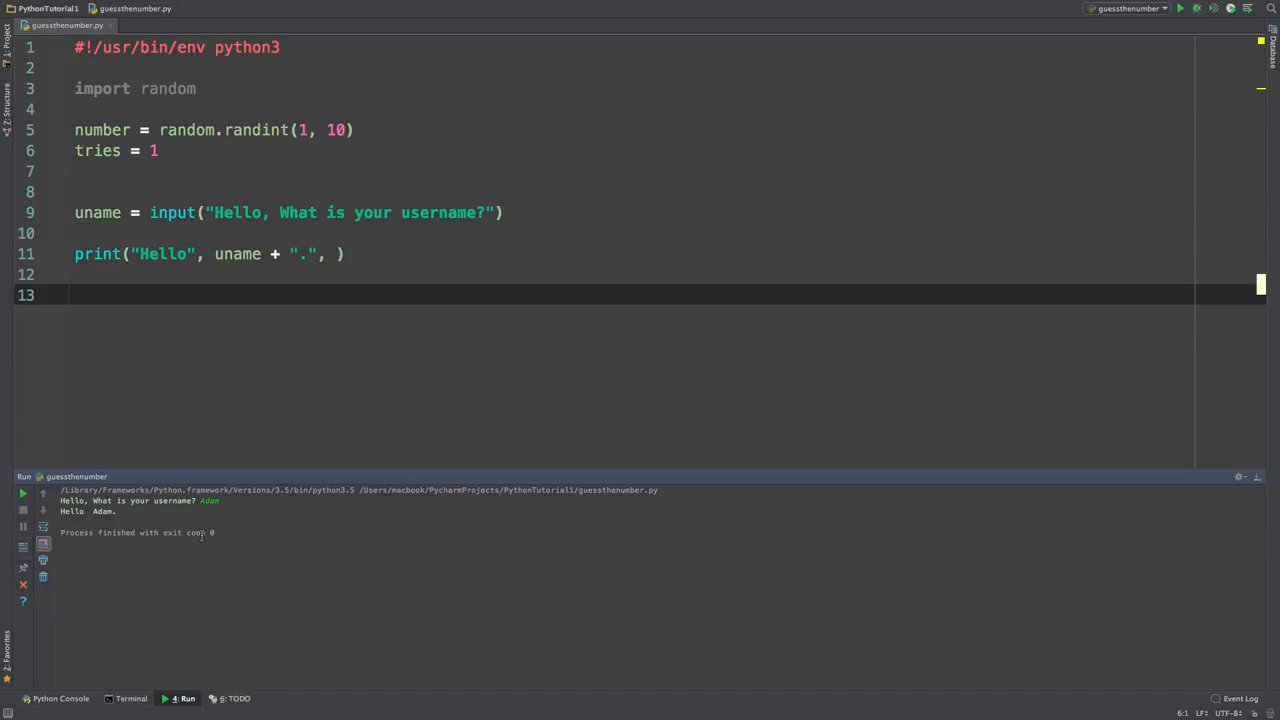 PythonTutorial1 guessthenumber.py guessthenumber
guessthenumber.py
1 #!/usr/bin/env python3
2
3 import random
4
5 number = random.randint(1, 10)
6 tries = 1
7
8
9 uname = input("Hello, What is your username?")
10
11 print("Hello", uname + ".", )
12
13
1: Project
Z: Structure
2: Favorites
Database
Run guessthenumber
/Library/Frameworks/Python.framework/Versions/3.5/bin/python3.5 /Users/macbook/PycharmProjects/PythonTutorial1/guessthenumber.py
Hello, What is your username? Adam
Hello  Adam.
Process finished with exit code 0
Python Console Terminal 4: Run 6: TODO Event Log
6:1 LF÷ UTF-8÷